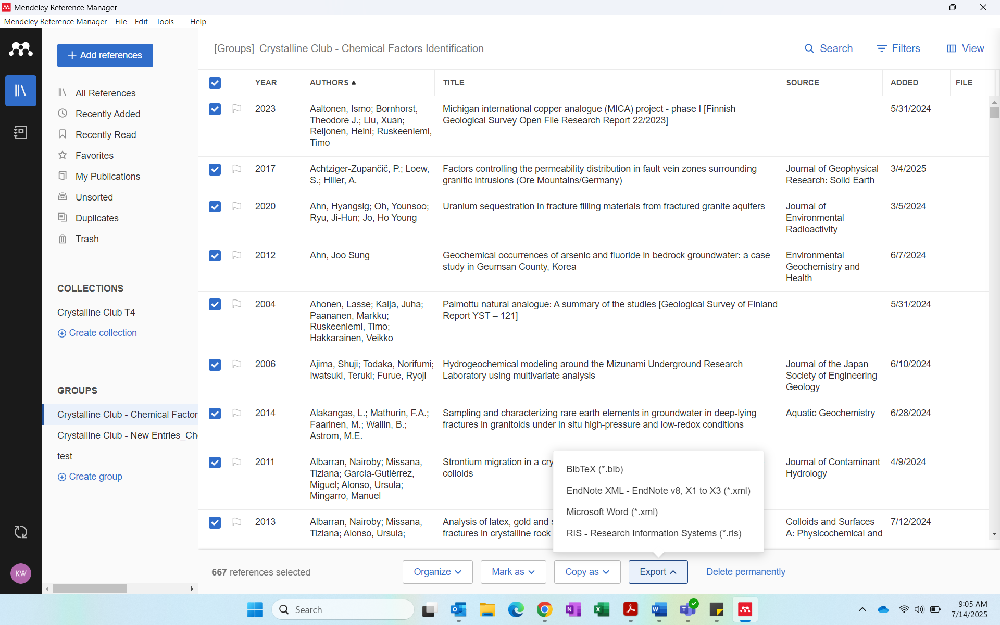 Mendeley Reference Manager
Mendeley Reference Manager File Edit Tools Help
+ Add references
All References
Recently Added
Recently Read
Favorites
My Publications
Unsorted
Duplicates
Trash
COLLECTIONS
Crystalline Club T4
Create collection
GROUPS
Crystalline Club - Chemical Factor
Crystalline Club - New Entries_Ch
test
Create group
KW
[Groups] Crystalline Club - Chemical Factors Identification
Search Filters View
YEAR AUTHORS TITLE SOURCE ADDED FILE
2023 Aaltonen, Ismo; Bornhorst, Michigan international copper analogue (MICA) project - phase I [Finnish 5/31/2024
Theodore J.; Liu, Xuan; Geological Survey Open File Research Report 22/2023]
Reijonen, Heini; Ruskeeniemi,
Timo
2017 Achtziger-Zupančič, P.; Loew, Factors controlling the permeability distribution in fault vein zones surrounding Journal of Geophysical 3/4/2025
S.; Hiller, A. granitic intrusions (Ore Mountains/Germany) Research: Solid Earth
2020 Ahn, Hyangsig; Oh, Younsoo; Uranium sequestration in fracture filling materials from fractured granite aquifers Journal of 3/5/2024
Ryu, Ji-Hun; Jo, Ho Young Environmental
Radioactivity
2012 Ahn, Joo Sung Geochemical occurrences of arsenic and fluoride in bedrock groundwater: a case Environmental 6/7/2024
study in Geumsan County, Korea Geochemistry and
Health
2004 Ahonen, Lasse; Kaija, Juha; Palmottu natural analogue: A summary of the studies [Geological Survey of Finland 5/31/2024
Paananen, Markku; Report YST – 121]
Ruskeeniemi, Timo;
Hakkarainen, Veikko
2006 Ajima, Shuji; Todaka, Norifumi; Hydrogeochemical modeling around the Mizunami Underground Research Journal of the Japan 6/10/2024
Iwatsuki, Teruki; Furue, Ryoji Laboratory using multivariate analysis Society of Engineering
Geology
2014 Alakangas, L.; Mathurin, F.A.; Sampling and characterizing rare earth elements in groundwater in deep-lying Aquatic Geochemistry 6/28/2024
Faarinen, M.; Wallin, B.; fractures in granitoids under in situ high-pressure and low-redox conditions
Astrom, M.E.
2011 Albarran, Nairoby; Missana, Strontium migration in a cry Journal of Contaminant 4/9/2024
Tiziana; García-Gutiérrez, colloids Hydrology
Miguel; Alonso, Ursula;
Mingarro, Manuel
2013 Albarran, Nairoby; Missana, Analysis of latex, gold and Colloids and Surfaces 7/12/2024
Tiziana; Alonso, Ursula; fractures in crystalline rock A: Physicochemical and
BibTeX (*.bib)
EndNote XML - EndNote v8, X1 to X3 (*.xml)
Microsoft Word (*.xml)
RIS - Research Information Systems (*.ris)
667 references selected Organize Mark as Copy as Export Delete permanently
Search
9:05 AM
7/14/2025